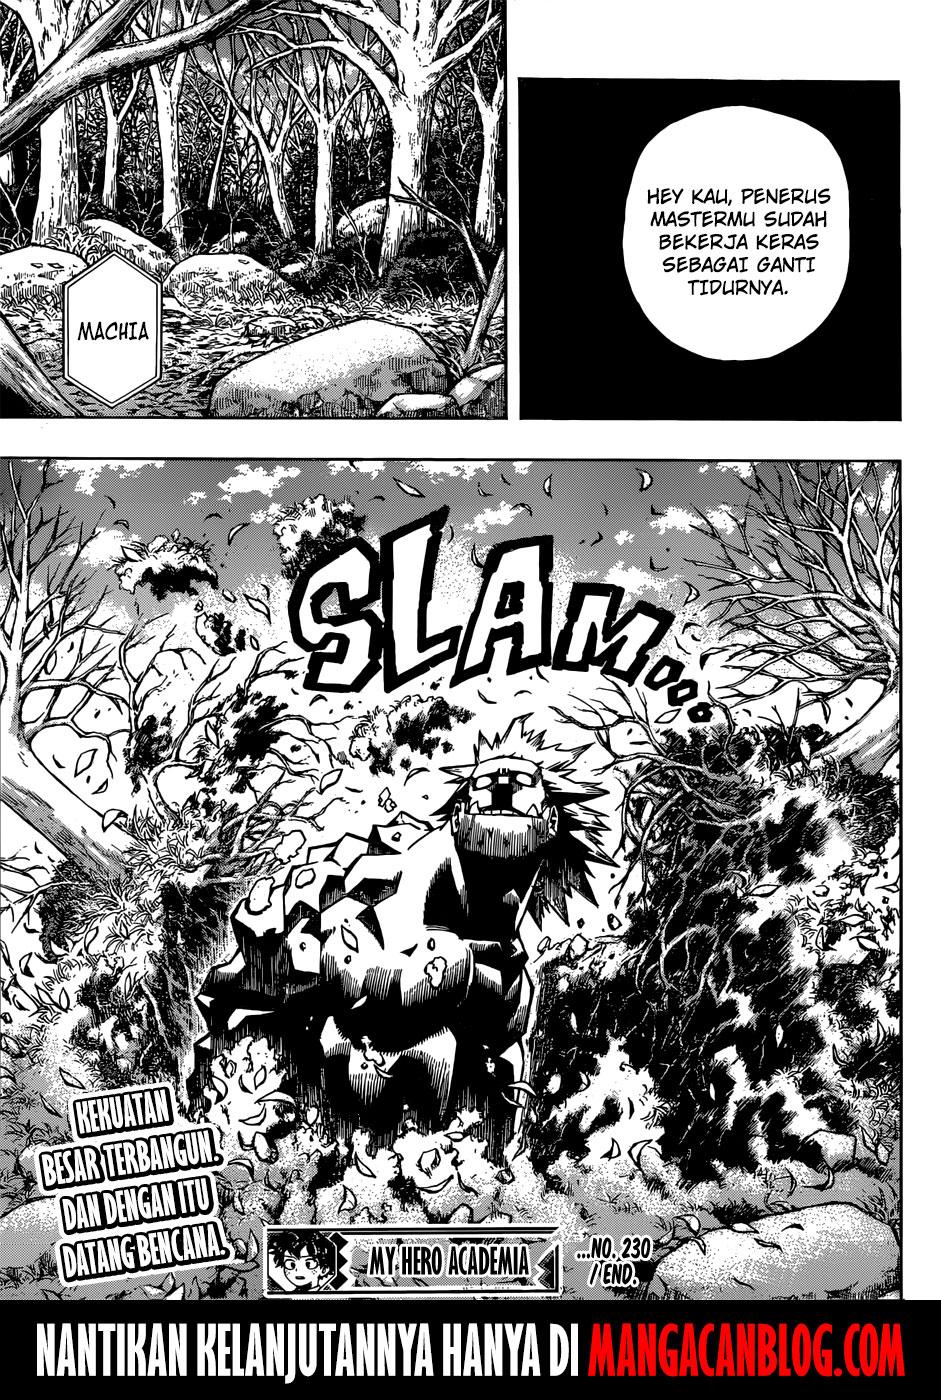 HEY KAU, PENERUS
MASTERMU SUDAH
BEKERJA KERAS
SEBAGAI GANTI
TIDURNYA.
MACHIA
SLAM...
KEKUATAN
BESAR TERBANGUN.
DAN DENGAN ITU
DATANG BENCANA.
MY HERO ACADEMIA
...NO. 230
/ END.
NANTIKAN KELANJUTANNYA HANYA DI MANGACANBLOG.COM